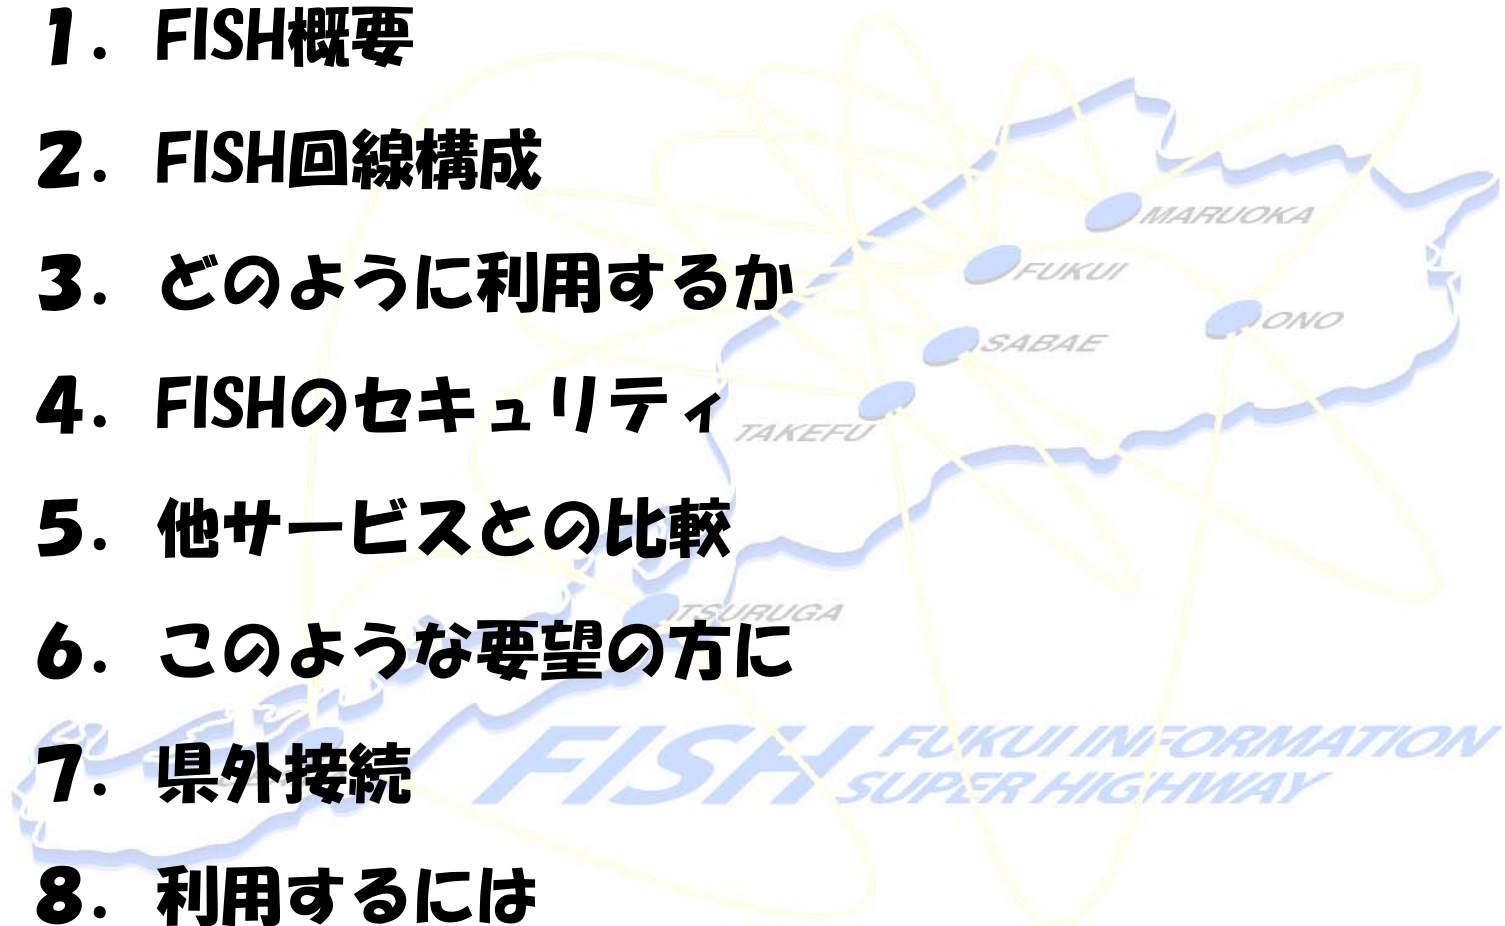 1. FISH概要
2. FISH回線構成
3. どのように利用するか
4. FISHのセキュリティ
5. 他サービスとの比較
6. このような要望の方に
7. 県外接続
8. 利用するには
MARUOKA
FUKUI
ONO
SABAE
TAKEFU
TSURUGA
FISH FUKUI INFORMATION
SUPER HIGHWAY